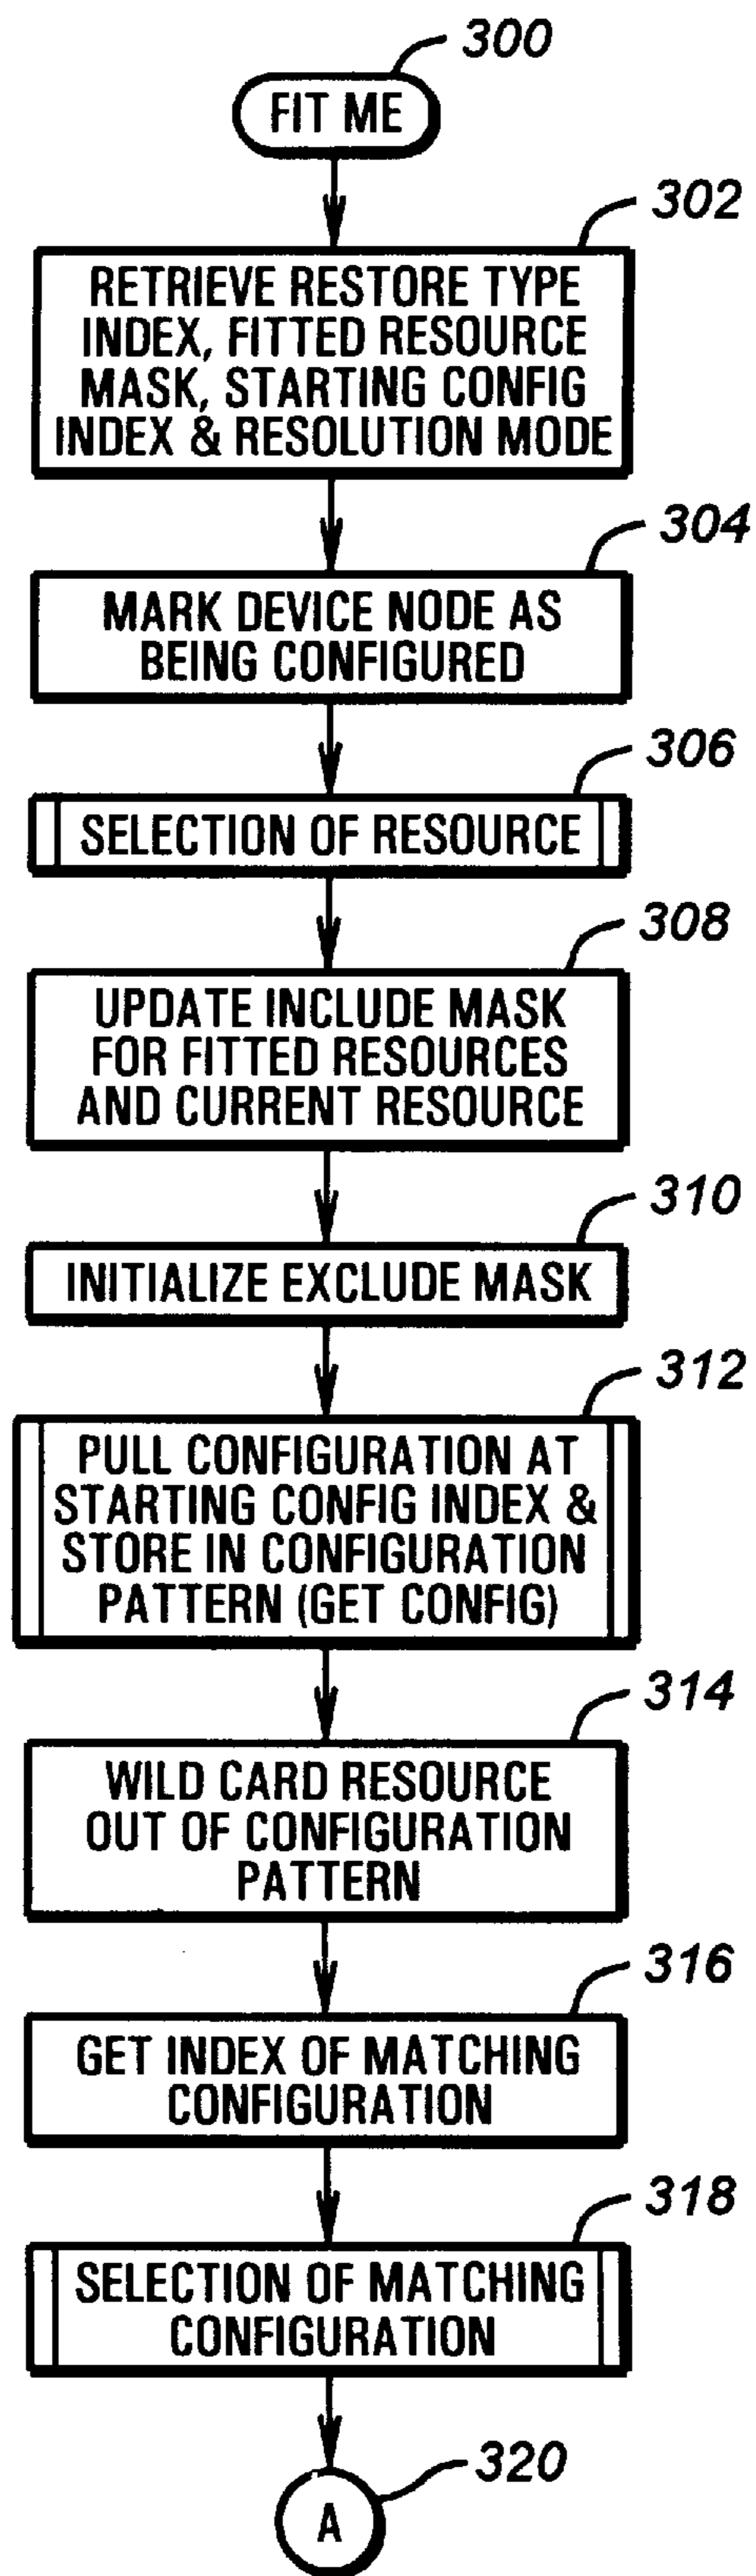 300
FIT ME
302
RETRIEVE RESTORE TYPE
INDEX, FITTED RESOURCE
MASK, STARTING CONFIG
INDEX & RESOLUTION MODE
304
MARK DEVICE NODE AS
BEING CONFIGURED
306
SELECTION OF RESOURCE
308
UPDATE INCLUDE MASK
FOR FITTED RESOURCES
AND CURRENT RESOURCE
310
INITIALIZE EXCLUDE MASK
312
PULL CONFIGURATION AT
STARTING CONFIG INDEX &
STORE IN CONFIGURATION
PATTERN (GET CONFIG)
314
WILD CARD RESOURCE
OUT OF CONFIGURATION
PATTERN
316
GET INDEX OF MATCHING
CONFIGURATION
318
SELECTION OF MATCHING
CONFIGURATION
320
A